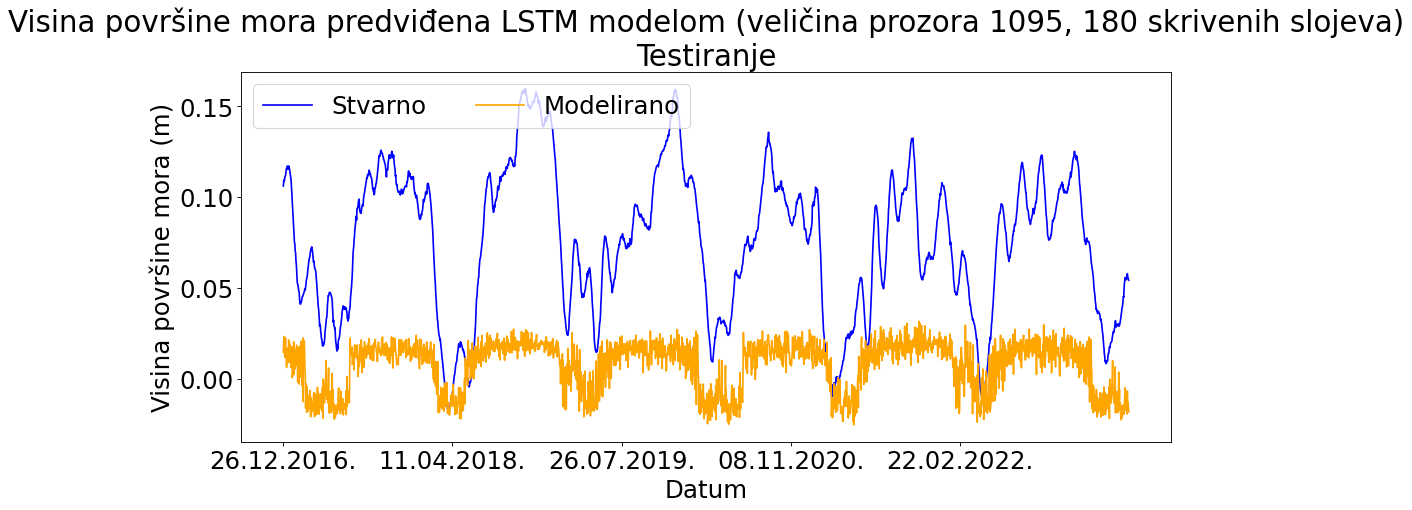 Visina površine mora predviđena LSTM modelom (veličina prozora 1095, 180 skrivenih slojeva)
Testiranje
Stvarno Modelirano
Visina površine mora (m)
0.15
0.10
0.05
0.00
26.12.2016. 11.04.2018. 26.07.2019. 08.11.2020. 22.02.2022.
Datum